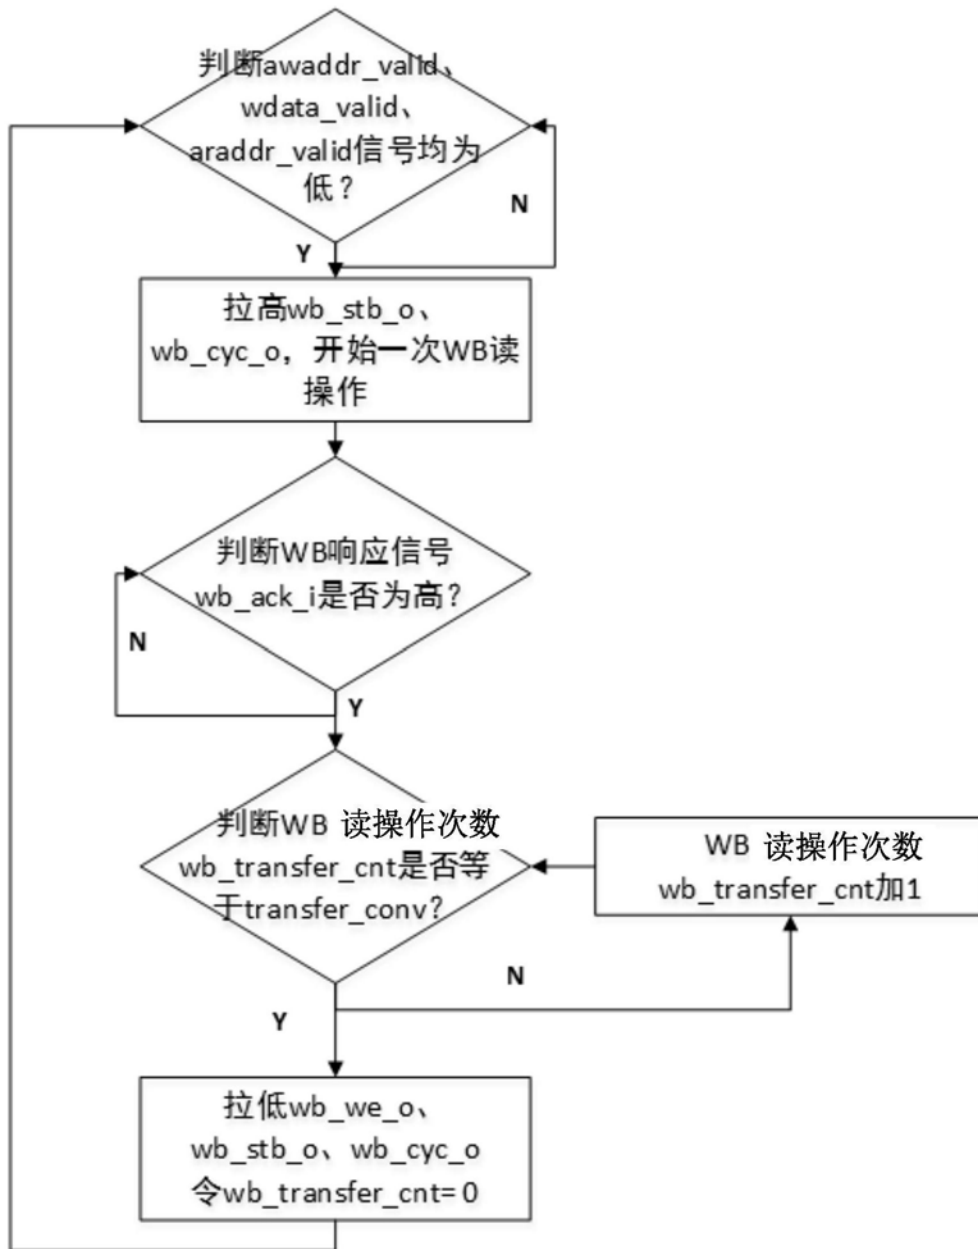 判断awaddr_valid、
wdata_valid、
araddr_valid信号均为
低？
N
Y
拉高wb_stb_o、
wb_cyc_o，开始一次WB读
操作
判断WB响应信号
wb_ack_i是否为高？
N
Y
判断WB 读操作次数
wb_transfer_cnt是否等
于transfer_conv？
WB 读操作次数
wb_transfer_cnt加1
N
Y
拉低wb_we_o、
wb_stb_o、wb_cyc_o
令wb_transfer_cnt= 0